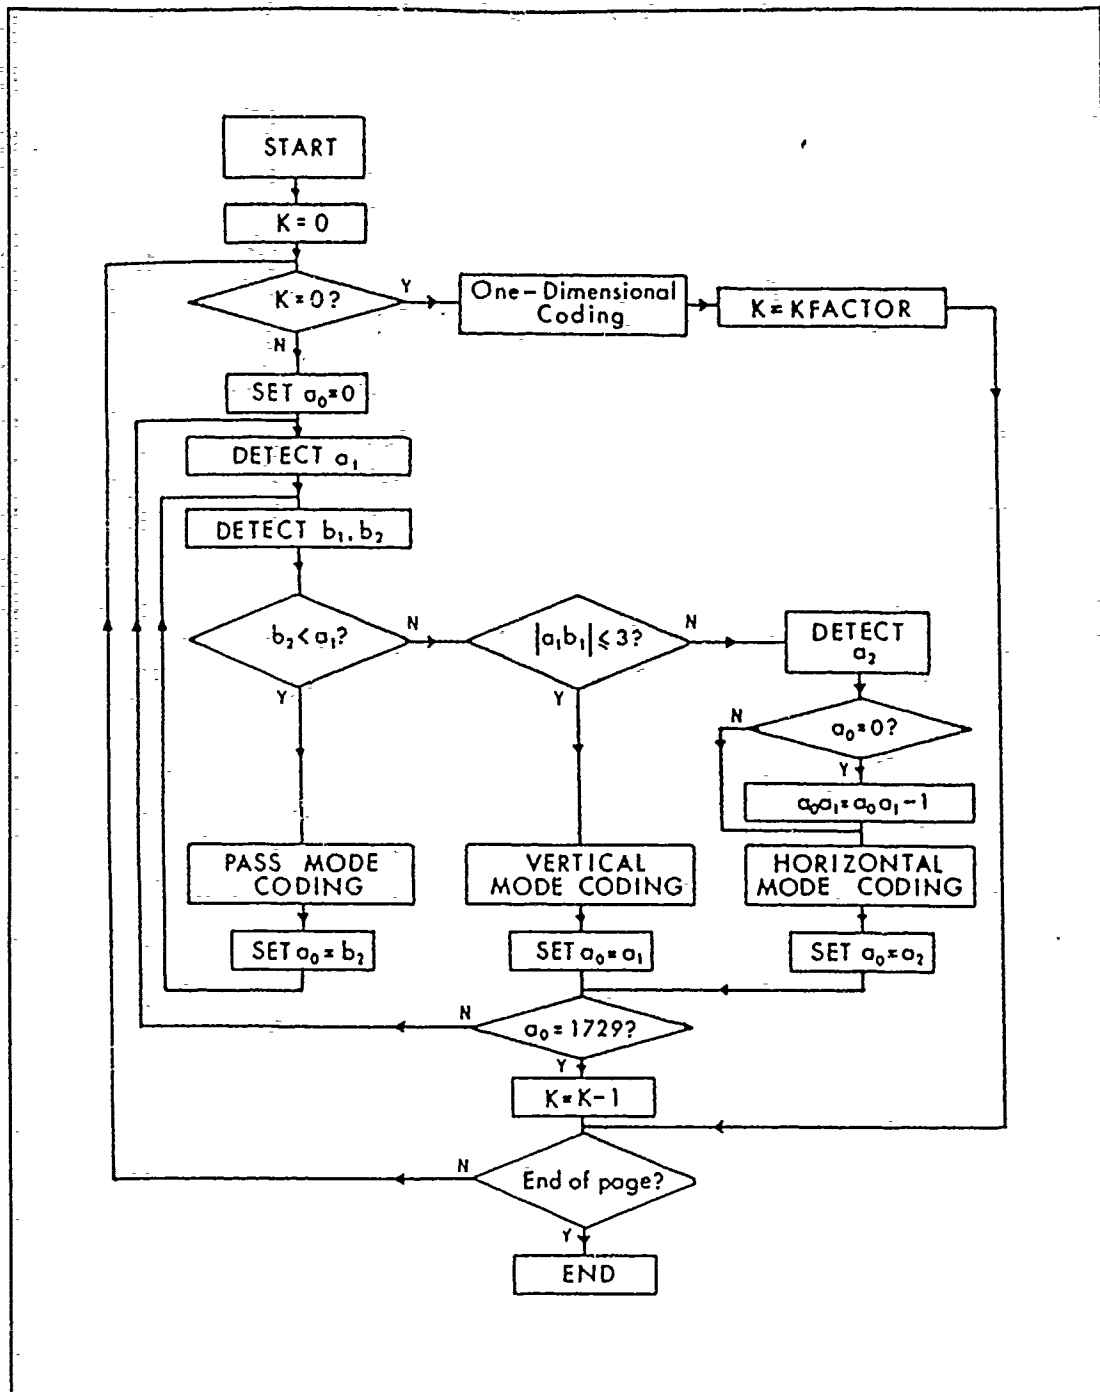 START
K = 0
K = 0?
Y
One-Dimensional
Coding
K = KFACTOR
N
SET a₀ = 0
DETECT a₁
DETECT b₁, b₂
b₂ < a₁?
N
|a₁b₁| ≤ 3?
N
DETECT
a₂
Y
Y
N
a₀ = 0?
Y
a₀a₁ = a₀a₁ - 1
PASS MODE
CODING
VERTICAL
MODE CODING
HORIZONTAL
MODE CODING
SET a₀ = b₂
SET a₀ = a₁
SET a₀ = a₂
N
a₀ = 1729?
Y
K = K-1
N
End of page?
Y
END